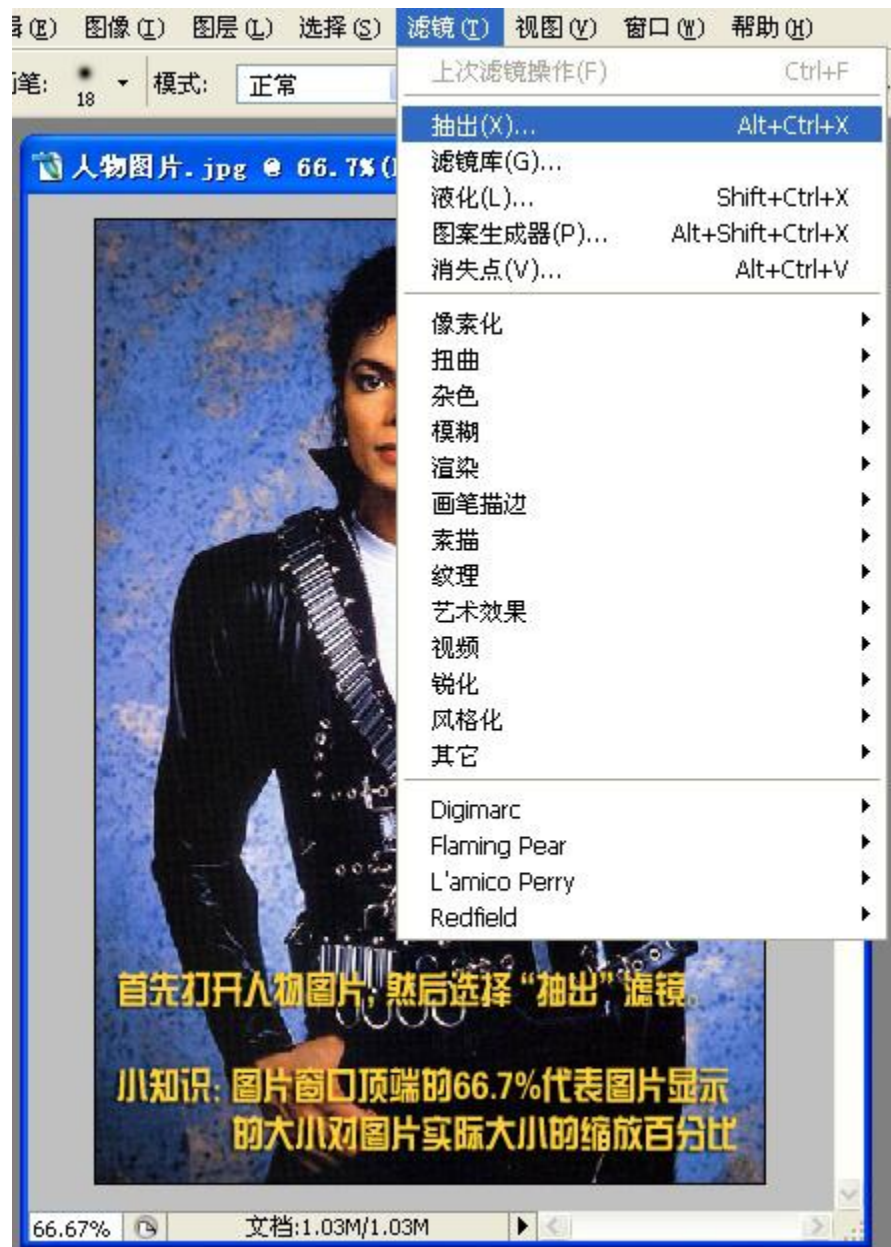 辑(E) 图像(I) 图层(L) 选择(S) 滤镜(T) 视图(V) 窗口(W) 帮助(H)
画笔: 18 模式: 正常
上次滤镜操作(F) Ctrl+F
抽出(X)... Alt+Ctrl+X
滤镜库(G)...
液化(L)... Shift+Ctrl+X
图案生成器(P)... Alt+Shift+Ctrl+X
消失点(V)... Alt+Ctrl+V
人物图片.jpg @ 66.7%(
像素化
扭曲
杂色
模糊
渲染
画笔描边
素描
纹理
艺术效果
视频
锐化
风格化
其它
Digimarc
Flaming Pear
L'amico Perry
Redfield
首先打开人物图片，然后选择“抽出”滤镜。
小知识：图片窗口顶端的66.7%代表图片显示
的大小对图片实际大小的缩放百分比
66.67% 文档:1.03M/1.03M